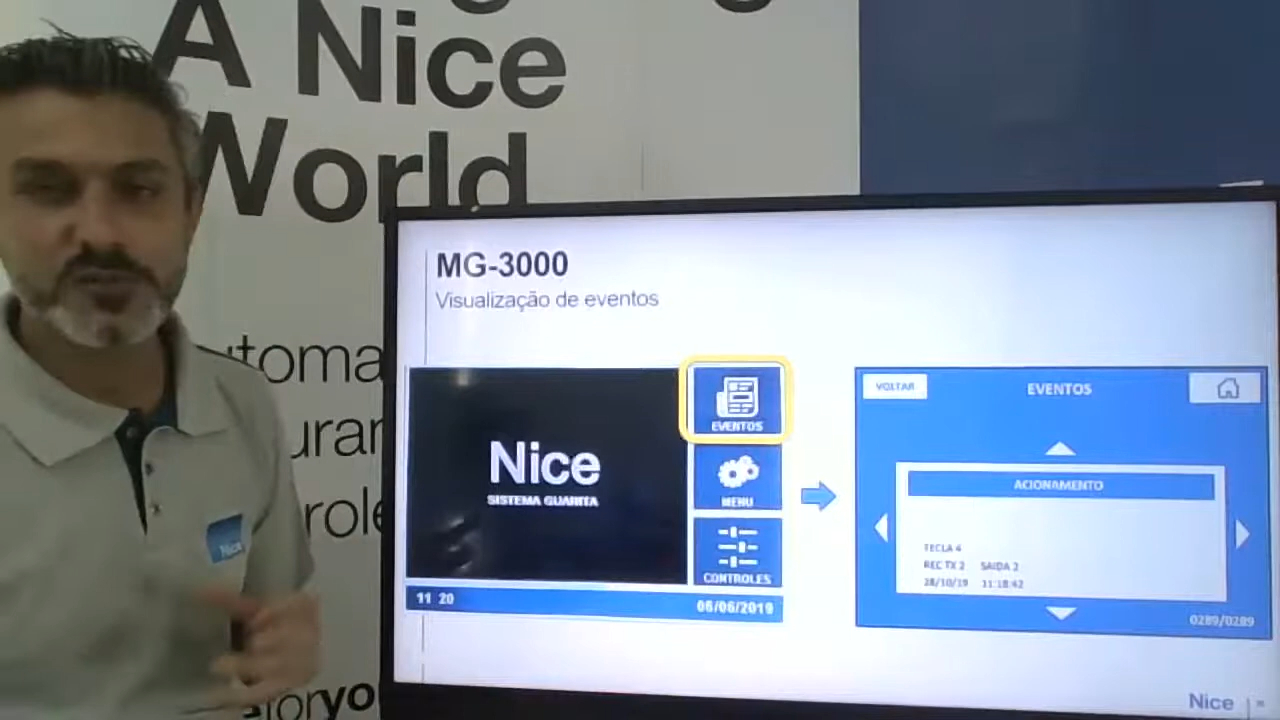 A Nice
World
MG-3000
Visualização de eventos
Nice
SISTEMA GUARITA
EVENTOS
MENU
CONTROLES
11 20
06/06/2019
VOLTAR
EVENTOS
ACIONAMENTO
TECLA 4
REC TX 2 SAIDA 2
28/10/19 11:18:42
0289/0289
Nice
Nice